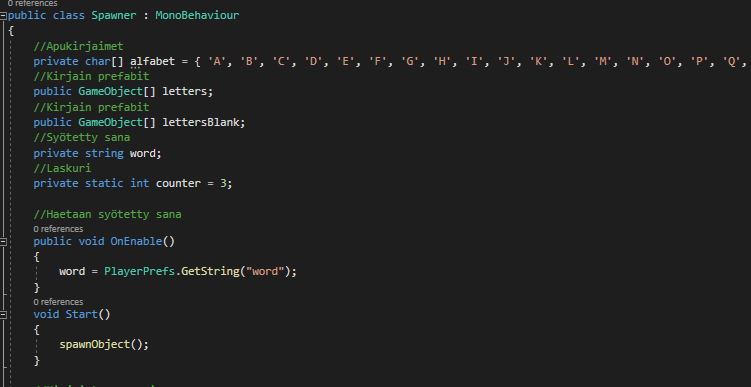 0 references
public class Spawner : MonoBehaviour
{
//Apukirjaimet
private char[] alfabet = { 'A', 'B', 'C', 'D', 'E', 'F', 'G', 'H', 'I', 'J', 'K', 'L', 'M', 'N', 'O', 'P', 'Q',
//Kirjain prefabit
public GameObject[] letters;
//Kirjain prefabit
public GameObject[] lettersBlank;
//Syötetty sana
private string word;
//Laskuri
private static int counter = 3;
//Haetaan syötetty sana
0 references
public void OnEnable()
{
word = PlayerPrefs.GetString("word");
}
0 references
void Start()
{
spawnObject();
}